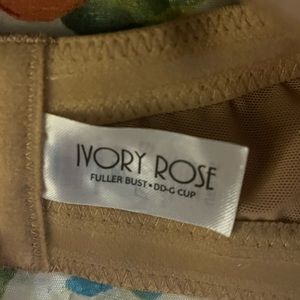 IVORY ROSE
FULLER BUST • DD-G CUP